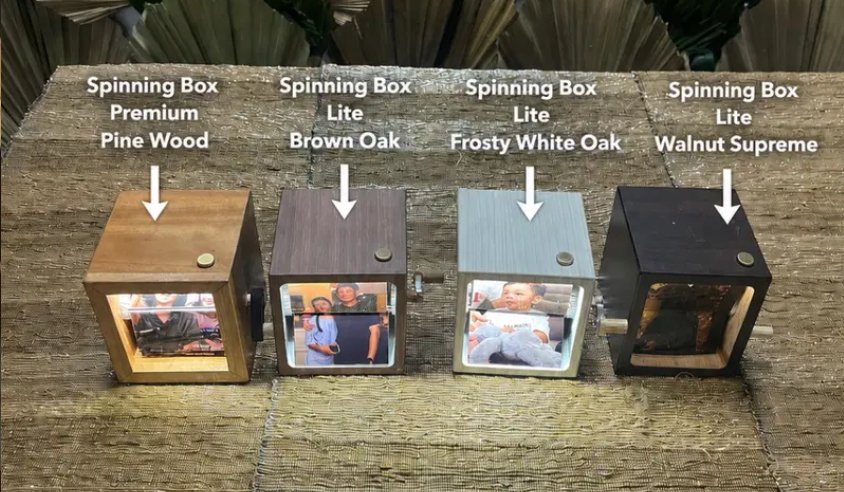 Spinning Box
Premium
Pine Wood
Spinning Box
Lite
Brown Oak
Spinning Box
Lite
Frosty White Oak
Spinning Box
Lite
Walnut Supreme